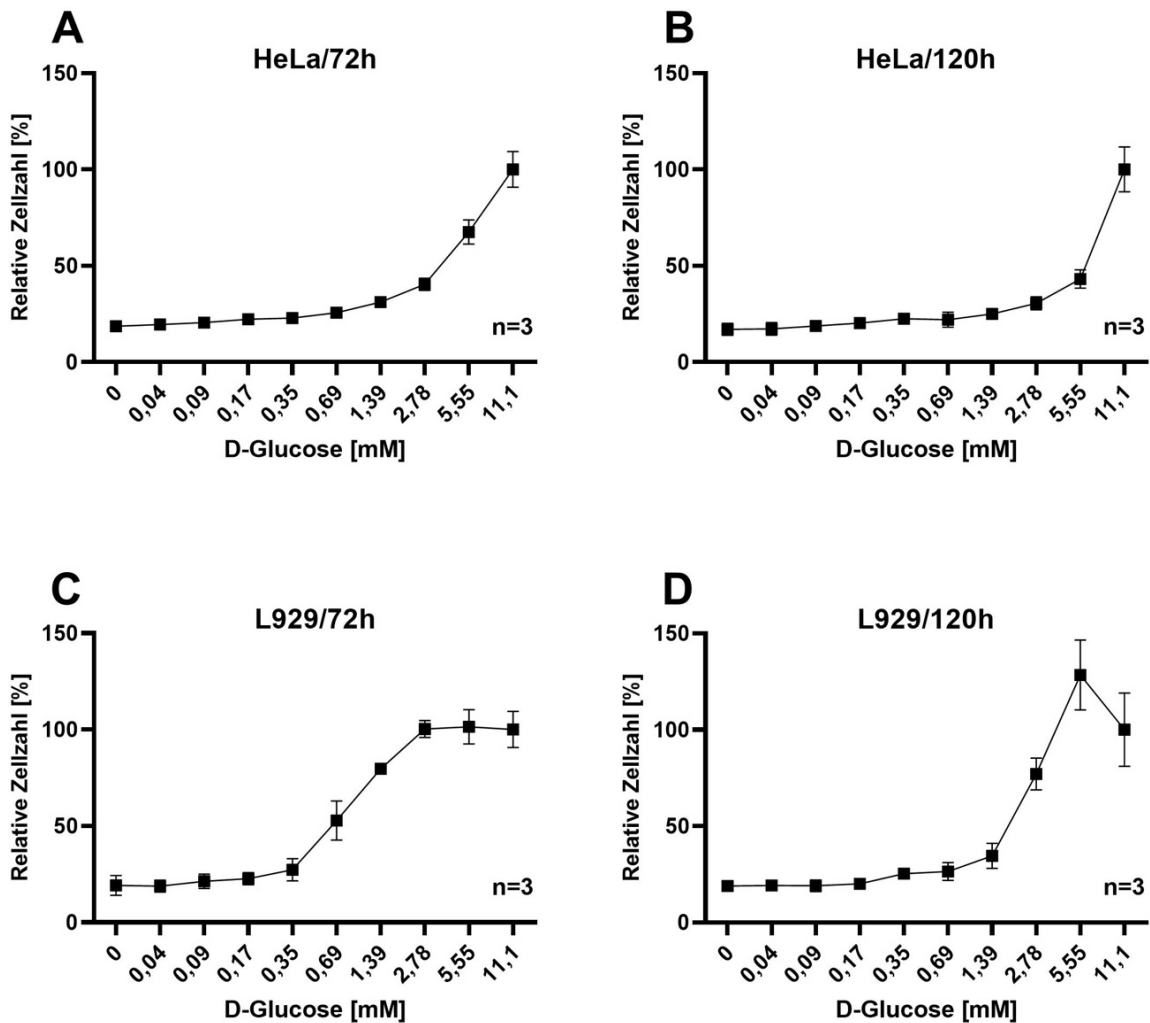 A
HeLa/72h
Relative Zellzahl [%]
150
100
50
0
n=3
0 0,04 0,09 0,17 0,35 0,69 1,39 2,78 5,55 11,1
D-Glucose [mM]
B
HeLa/120h
Relative Zellzahl [%]
150
100
50
0
n=3
0 0,04 0,09 0,17 0,35 0,69 1,39 2,78 5,55 11,1
D-Glucose [mM]
C
L929/72h
Relative Zellzahl [%]
150
100
50
0
n=3
0 0,04 0,09 0,17 0,35 0,69 1,39 2,78 5,55 11,1
D-Glucose [mM]
D
L929/120h
Relative Zellzahl [%]
150
100
50
0
n=3
0 0,04 0,09 0,17 0,35 0,69 1,39 2,78 5,55 11,1
D-Glucose [mM]